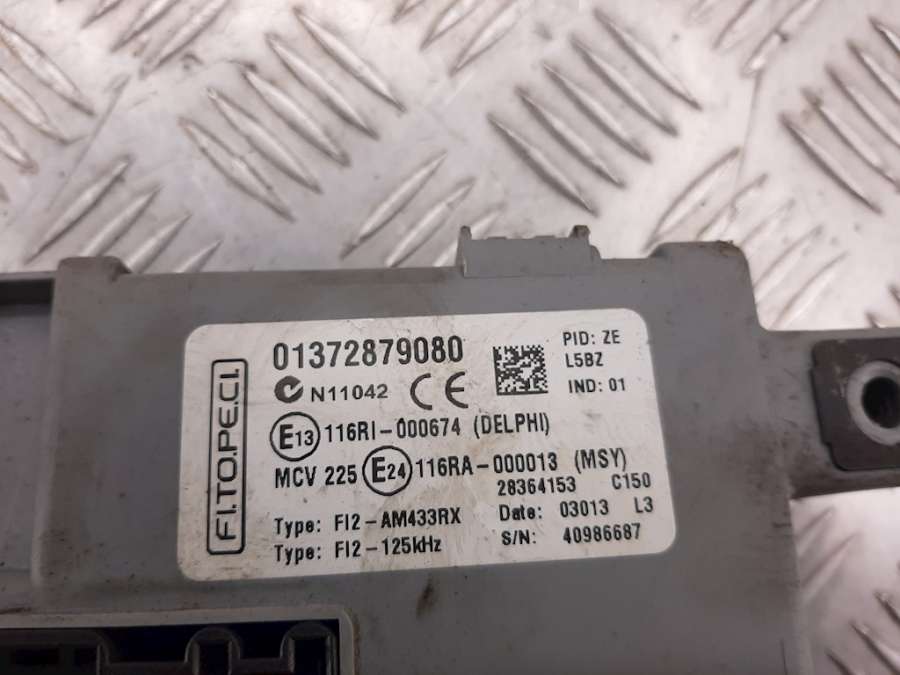 FI.TO.PE.CI.
01372879080
N11042 CE
E13 116RI-000674 (DELPHI)
MCV 225 E24 116RA-000013 (MSY)
28364153 C150
Type: FI2-AM433RX
Date: 03013 L3
Type: FI2-125kHz
S/N: 40986687
PID: ZE
L5BZ
IND: 01